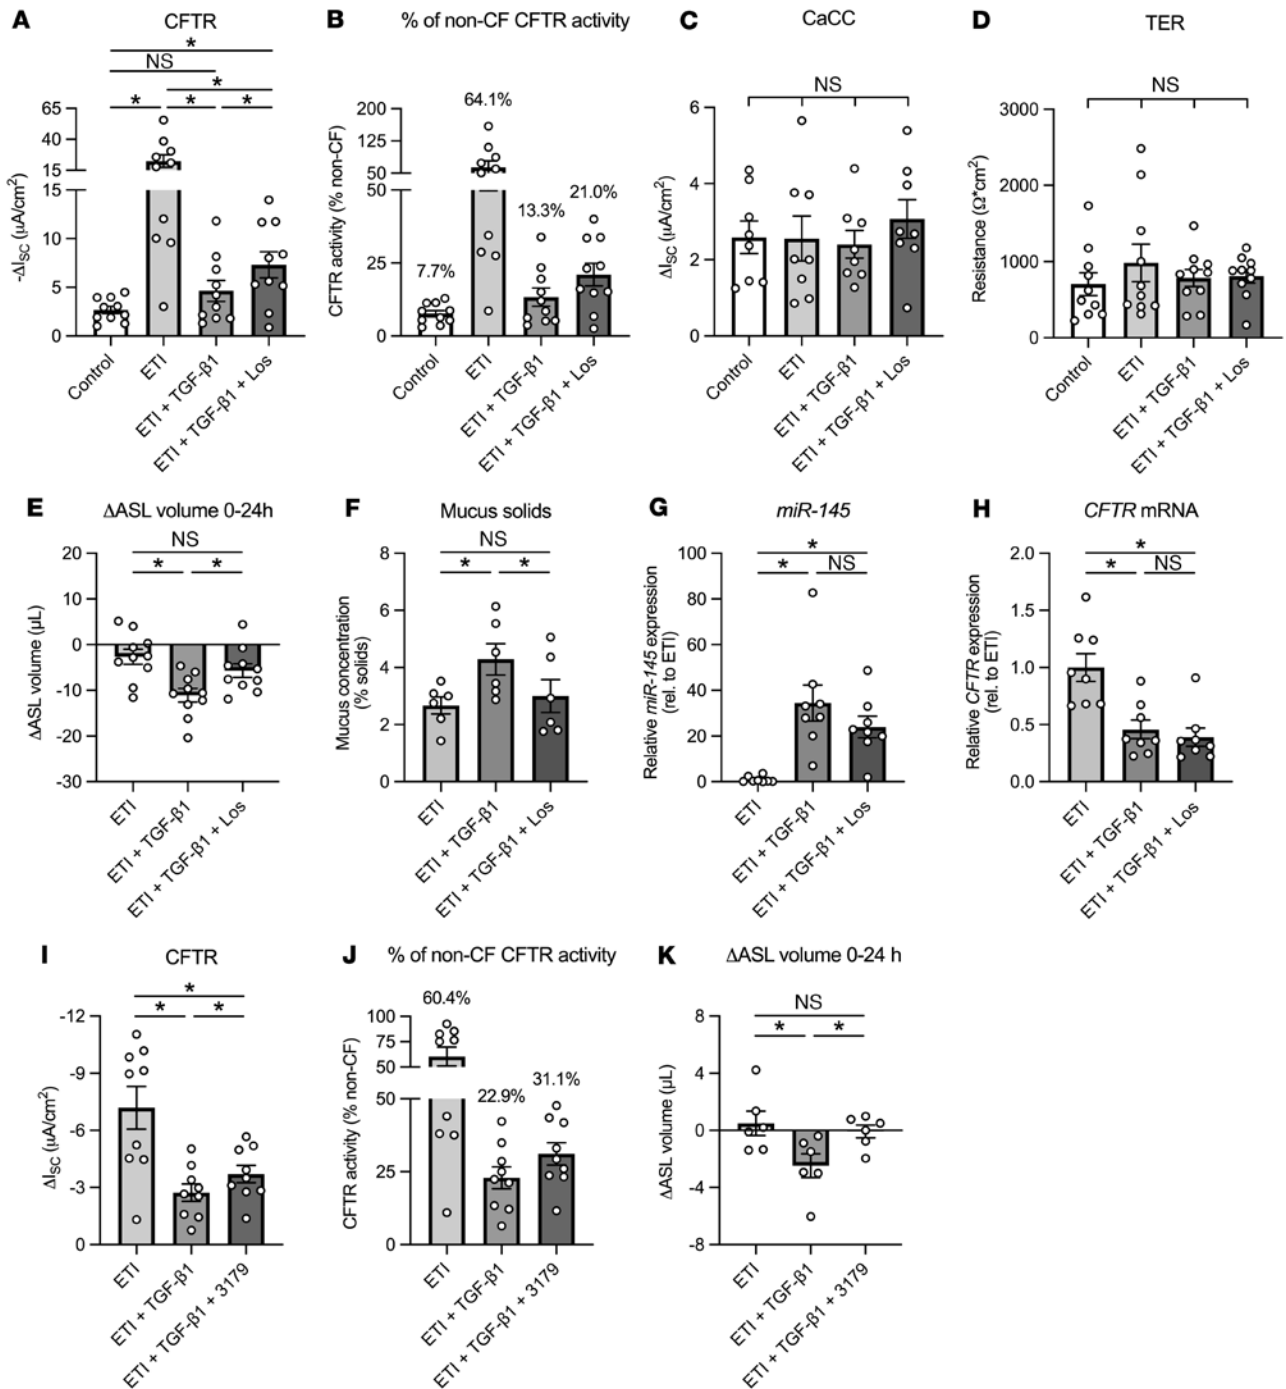 A CFTR
* NS * * * *
-ΔISC (µA/cm2)
65
40
15
15
10
5
0
Control
ETI
ETI + TGF-β1
ETI + TGF-β1 + Los
B % of non-CF CFTR activity
CFTR activity (% non-CF)
200
125
50
50
25
0
7.7%
64.1%
13.3%
21.0%
Control
ETI
ETI + TGF-β1
ETI + TGF-β1 + Los
C CaCC
NS
ΔISC (µA/cm2)
6
4
2
0
Control
ETI
ETI + TGF-β1
ETI + TGF-β1 + Los
D TER
NS
Resistance (Ω*cm2)
3000
2000
1000
0
Control
ETI
ETI + TGF-β1
ETI + TGF-β1 + Los
E ΔASL volume 0-24h
NS
* *
ΔASL volume (µL)
20
10
0
-10
-20
-30
ETI
ETI + TGF-β1
ETI + TGF-β1 + Los
F Mucus solids
NS
* *
Mucus concentration
(% solids)
8
6
4
2
0
ETI
ETI + TGF-β1
ETI + TGF-β1 + Los
G miR-145
*
* NS
Relative miR-145 expression
(rel. to ETI)
100
80
60
40
20
0
ETI
ETI + TGF-β1
ETI + TGF-β1 + Los
H CFTR mRNA
*
* NS
Relative CFTR expression
(rel. to ETI)
2.0
1.5
1.0
0.5
0.0
ETI
ETI + TGF-β1
ETI + TGF-β1 + Los
I CFTR
*
* *
ΔISC (µA/cm2)
-12
-9
-6
-3
0
ETI
ETI + TGF-β1
ETI + TGF-β1 + 3179
J % of non-CF CFTR activity
CFTR activity (% non-CF)
100
75
50
50
25
0
60.4%
22.9%
31.1%
ETI
ETI + TGF-β1
ETI + TGF-β1 + 3179
K ΔASL volume 0-24 h
NS
* *
ΔASL volume (µL)
8
4
0
-4
-8
ETI
ETI + TGF-β1
ETI + TGF-β1 + 3179